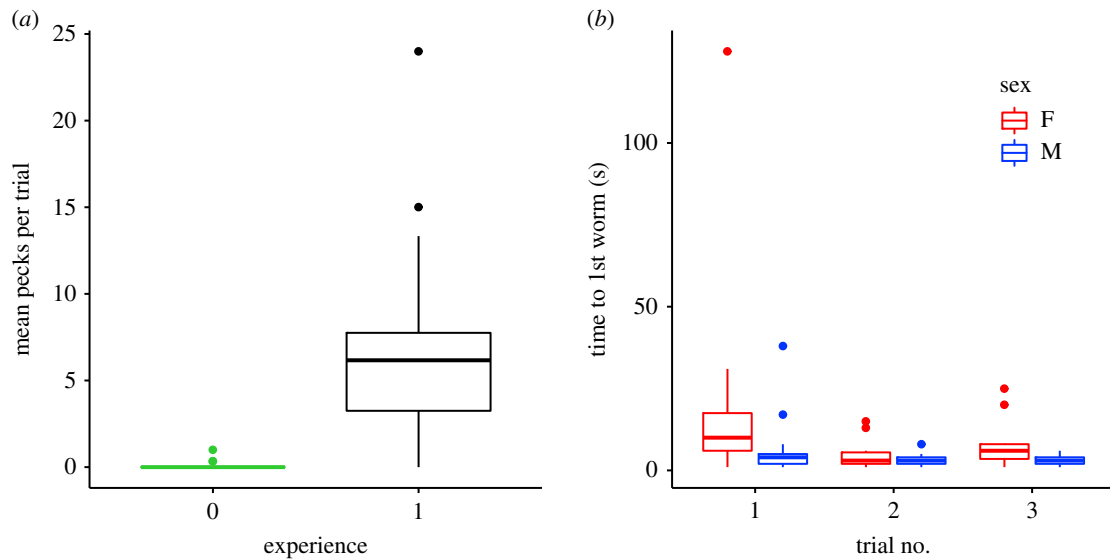 (a)
25
20
15
10
5
0
mean pecks per trial
0 1
experience
(b)
100
50
0
time to 1st worm (s)
sex
F
M
1 2 3
trial no.